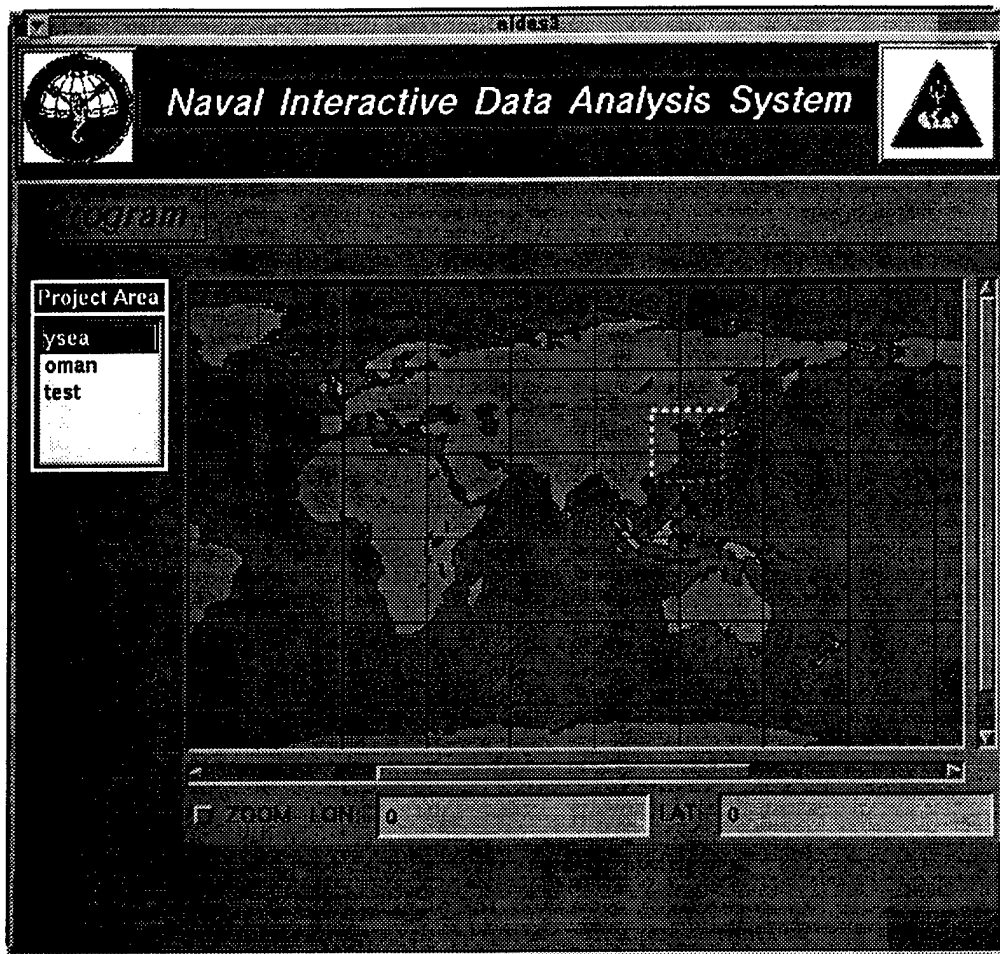 nidas3
Naval Interactive Data Analysis System
Program
Project Area
ysea
oman
test
ZOOM LON: 0 LAT: 0